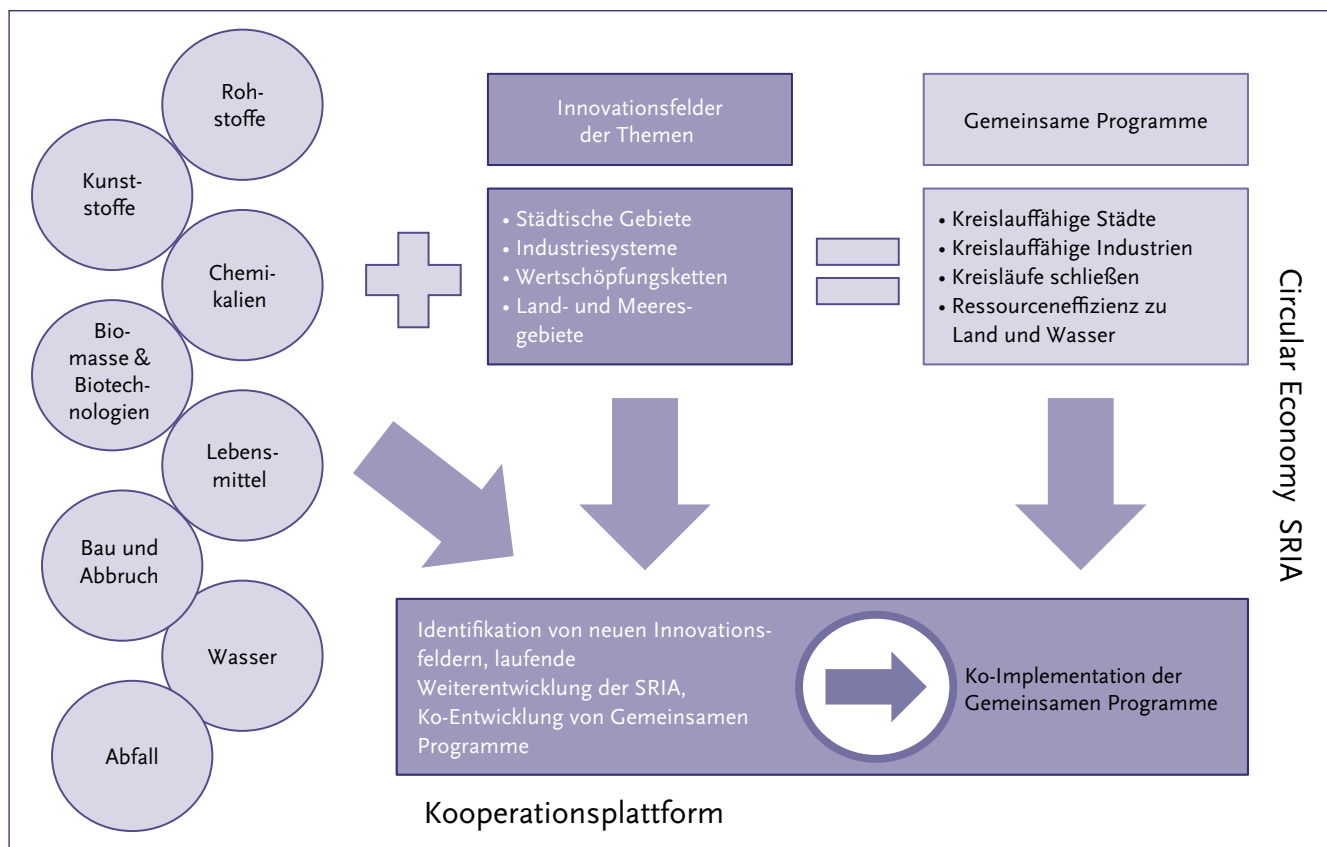 Roh-
stoffe
Kunst-
stoffe
Chemi-
kalien
Bio-
masse &
Biotech-
nologien
Lebens-
mittel
Bau und
Abbruch
Wasser
Abfall
Innovationsfelder
der Themen
• Städtische Gebiete
• Industriesysteme
• Wertschöpfungsketten
• Land- und Meeres-
gebiete
Gemeinsame Programme
• Kreislauffähige Städte
• Kreislauffähige Industrien
• Kreisläufe schließen
• Ressourceneffizienz zu
Land und Wasser
Identifikation von neuen Innovations-
feldern, laufende
Weiterentwicklung der SRIA,
Ko-Entwicklung von Gemeinsamen
Programme
Ko-Implementation der
Gemeinsamen Programme
Kooperationsplattform
Circular Economy SRIA